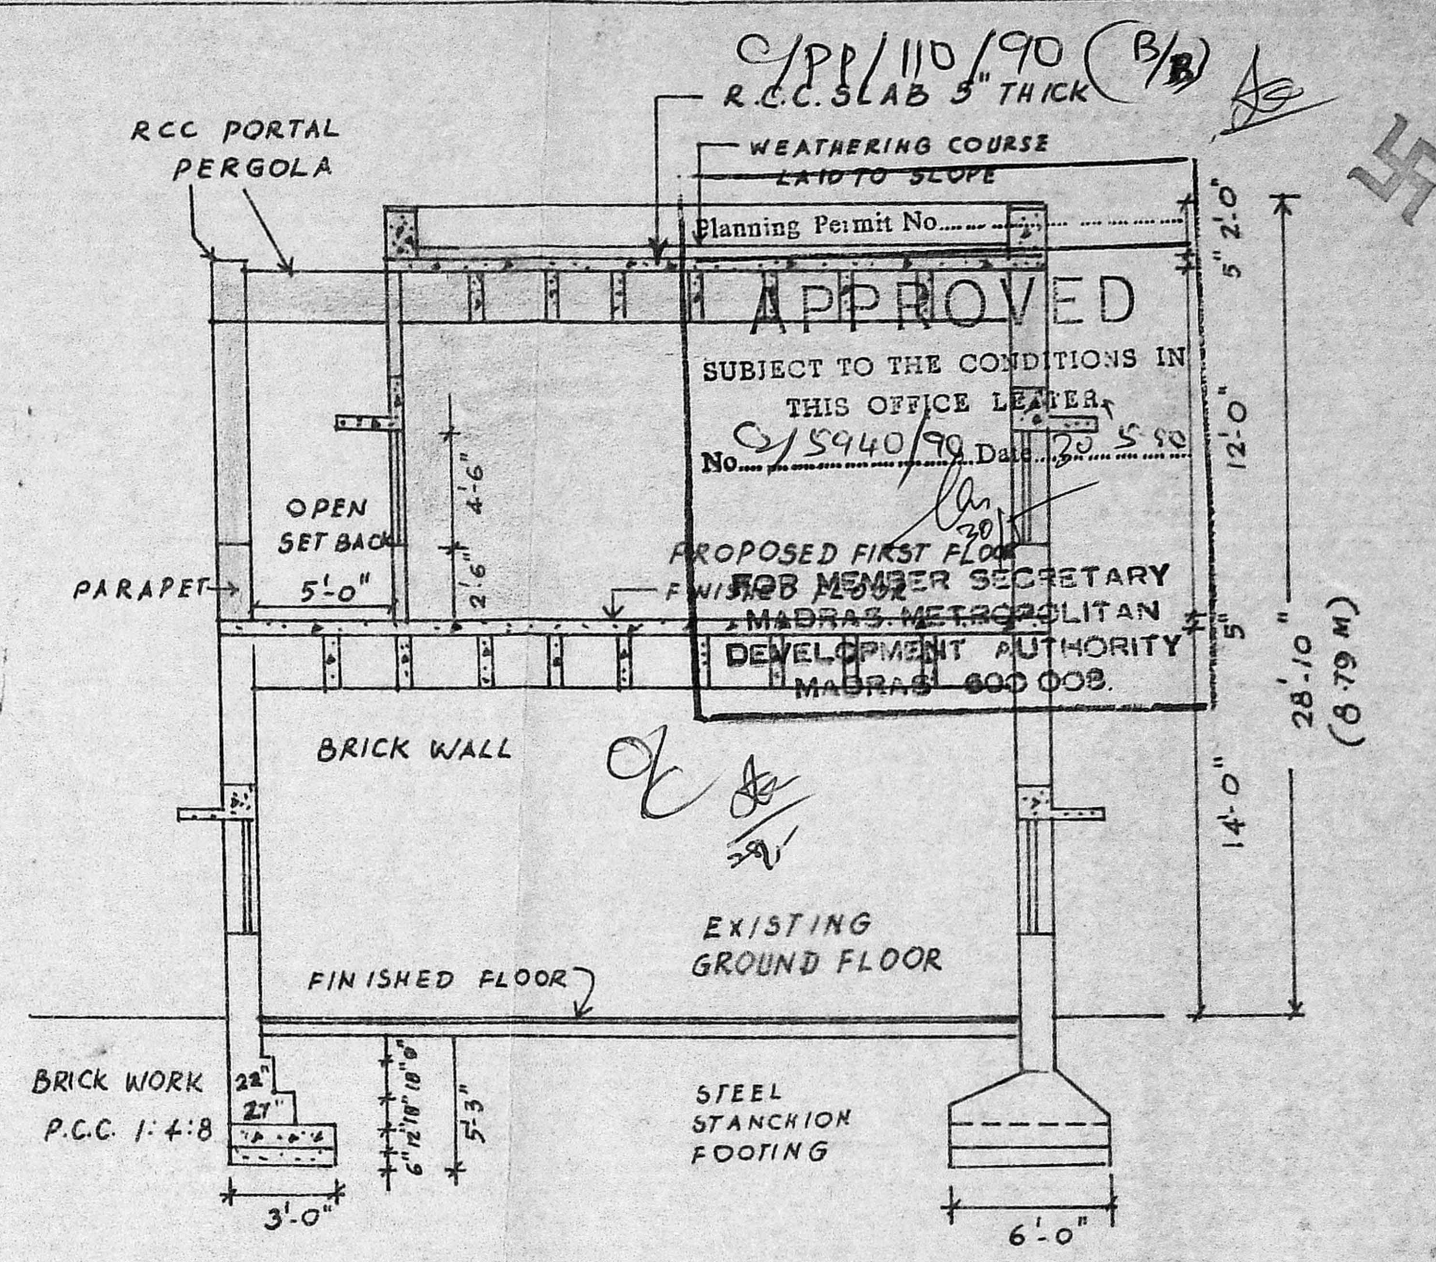 C/PP/110/90 (B/B)
R.C.C. SLAB 5" THICK
RCC PORTAL
PERGOLA
WEATHERING COURSE
LAID TO SLOPE
Planning Permit No.
APPROVED
SUBJECT TO THE CONDITIONS IN
THIS OFFICE LETTER
No. C/5940/90 Date 30 5 90
30
2'-0"
5"
12'-0"
5"
14'-0"
28'-10"
(8.79 M)
4'-6"
2'-6"
OPEN
SET BACK
5'-0"
PARAPET
PROPOSED FIRST FLOOR
FINISHED FLOOR
FOR MEMBER SECRETARY
MADRAS METROPOLITAN
DEVELOPMENT AUTHORITY
MADRAS 600 008.
BRICK WALL
EXISTING
GROUND FLOOR
FINISHED FLOOR
BRICK WORK
P.C.C. 1:4:8
22"
27"
6" 12" 18" 18" 9"
5'-3"
STEEL
STANCHION
FOOTING
3'-0"
6'-0"